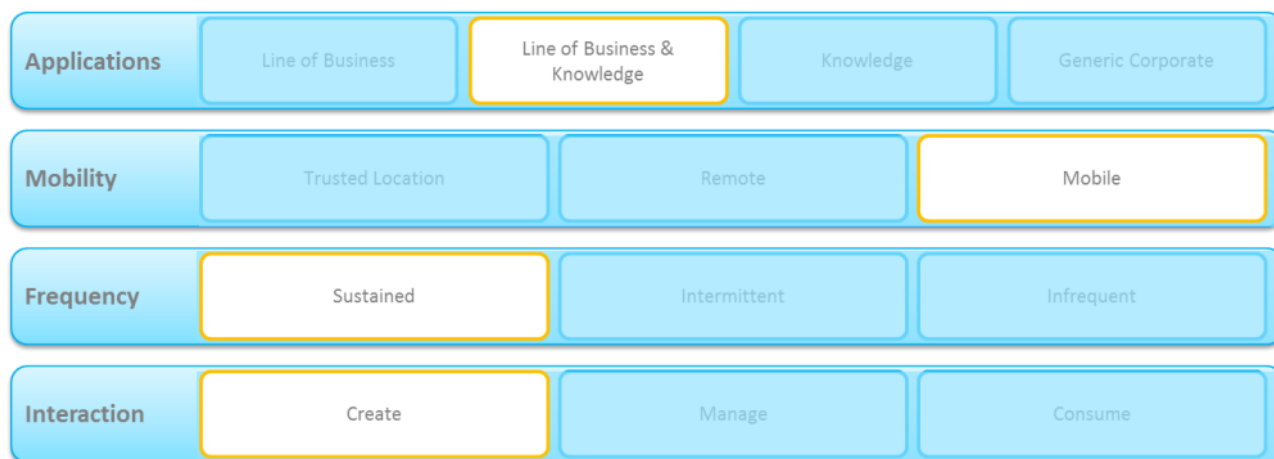 Applications
Line of Business
Line of Business &
Knowledge
Knowledge
Generic Corporate
Mobility
Trusted Location
Remote
Mobile
Frequency
Sustained
Intermittent
Infrequent
Interaction
Create
Manage
Consume